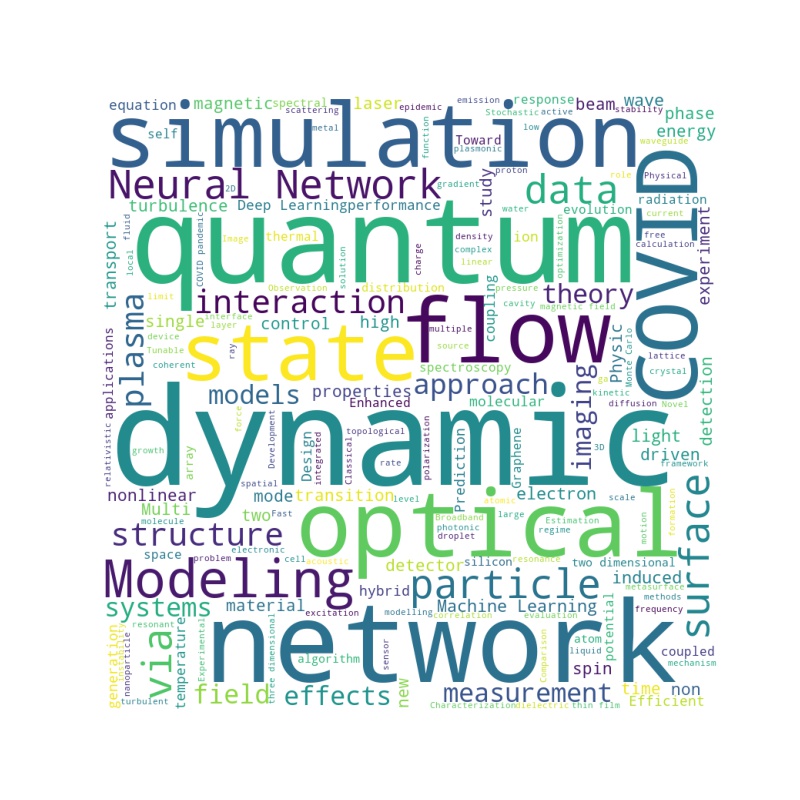 equation
magnetic
spectral
laser
epidemic
emission
response
beam
wave
scattering
Stochastic
active
stability
phase
simulation
self
metal
function
low
Toward
plasmonic
energy
waveguide
COVID
Neural Network
2D
gradient
study
proton
data
role
Physical
turbulence
Deep Learning
performance
water
evolution
radiation
current
quantum
transport
local
fluid
COVID pandemic
Image
thermal
solution
charge
density
complex
linear
ion
optimization
free
calculation
experiment
Observation
distribution
pressure
limit
interaction
flow
coupling
cavity
magnetic field
theory
plasma
single
interface
layer
control
high
multiple
device
Tunable
state
source
Physic
Monte Carlo
lattice
crystal
applications
relativistic
coherent
ray
spectroscopy
approach
molecular
imaging
ga
kinetic
diffusion
Novel
detection
models
properties
Enhanced
dynamic
growth
array
force
Development
Design
integrated
Classical
topological
rate
polarization
Prediction
Graphene
3D
light
driven
framework
spatial
nonlinear
mode
transition
level
atomic
electron
scale
Multi
molecule
two
Fast
optical
Broadband
photonic
droplet
large
regime
Estimation
motion
formation
surface
structure
space
problem
electronic
cell
acoustic
detector
silicon
resonance
two dimensional
Modeling
hybrid
particle
induced
metasurface
methods
systems
material
excitation
modelling
Machine Learning
correlation
evaluation
potential
frequency
generation
instability
nanoparticle
resonant
via
temperature
Experimental
network
three dimensional
algorithm
sensor
Comparison
atom
liquid
spin
coupled
mechanism
turbulent
field
effects
new
measurement
time
non
Characterization
dielectric
thin film
Efficient